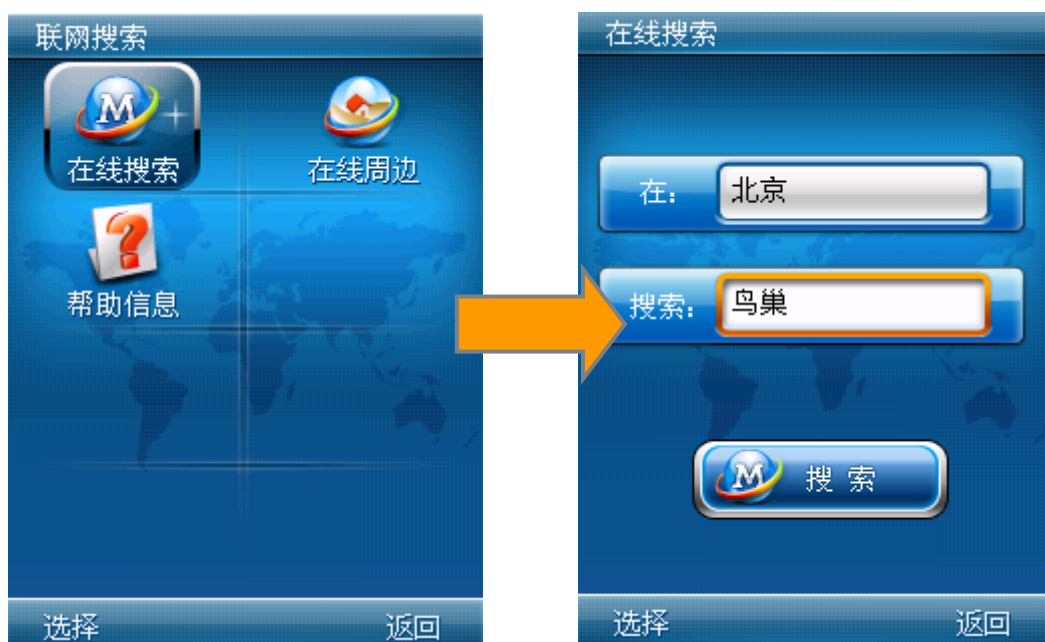 联网搜索
M
在线搜索
在线周边
帮助信息
选择 返回
在线搜索
在： 北京
搜索： 鸟巢
M 搜 索
选择 返回